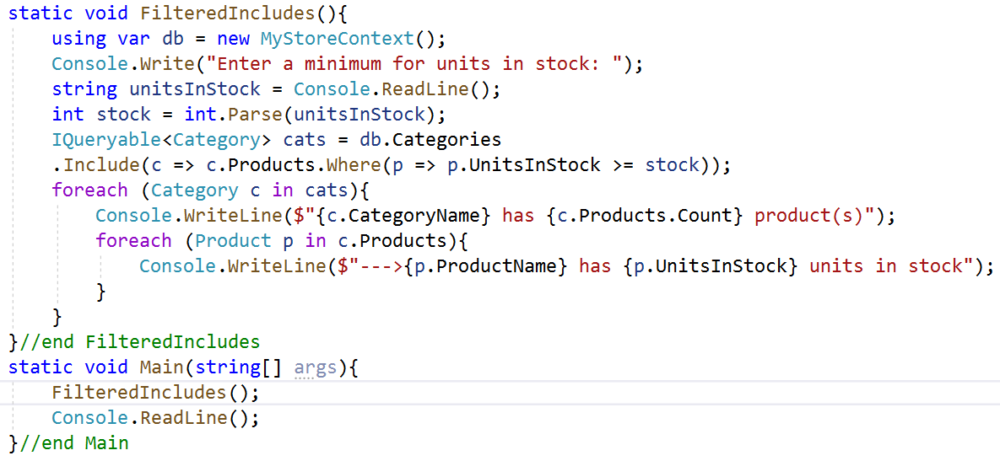 static void FilteredIncludes(){
    using var db = new MyStoreContext();
    Console.Write("Enter a minimum for units in stock: ");
    string unitsInStock = Console.ReadLine();
    int stock = int.Parse(unitsInStock);
    IQueryable<Category> cats = db.Categories
    .Include(c => c.Products.Where(p => p.UnitsInStock >= stock));
    foreach (Category c in cats){
        Console.WriteLine($"{c.CategoryName} has {c.Products.Count} product(s)");
        foreach (Product p in c.Products){
            Console.WriteLine($"--->{p.ProductName} has {p.UnitsInStock} units in stock");
        }
    }
}//end FilteredIncludes
static void Main(string[] args){
    FilteredIncludes();
    Console.ReadLine();
}//end Main